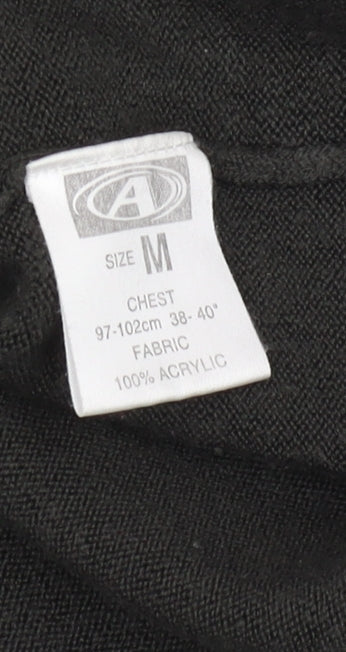 A
SIZE M
CHEST
97-102cm 38- 40"
FABRIC
100% ACRYLIC